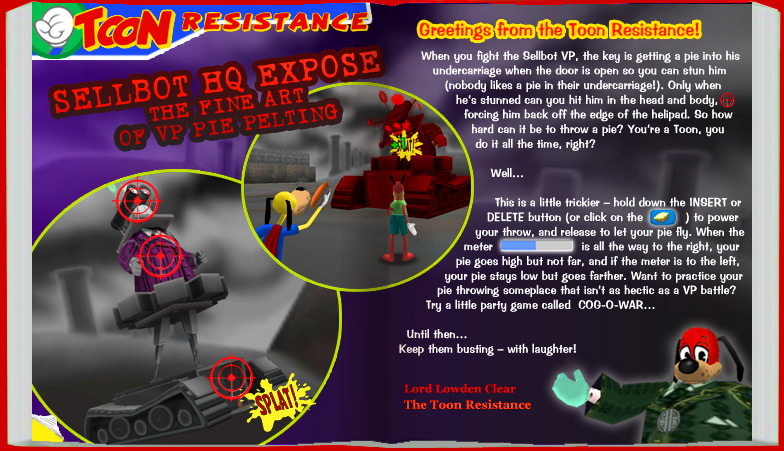 TOON RESISTANCE
SELLBOT HQ EXPOSE
THE FINE ART
OF VP PIE PELTING
SPLAT!
SPLAT!
Greetings from the Toon Resistance!
When you fight the Sellbot VP, the key is getting a pie into his
undercarriage when the door is open so you can stun him
(nobody likes a pie in their undercarriage!). Only when
he's stunned can you hit him in the head and body,
forcing him back off the edge of the helipad. So how
hard can it be to throw a pie? You're a Toon, you
do it all the time, right?
Well...
This is a little trickier – hold down the INSERT or
DELETE button (or click on the ) to power
your throw, and release to let your pie fly. When the
meter is all the way to the right, your
pie goes high but not far, and if the meter is to the left,
your pie stays low but goes farther. Want to practice your
pie throwing someplace that isn't as hectic as a VP battle?
Try a little party game called COG-O-WAR...
Until then...
Keep them busting – with laughter!
Lord Lowden Clear
The Toon Resistance